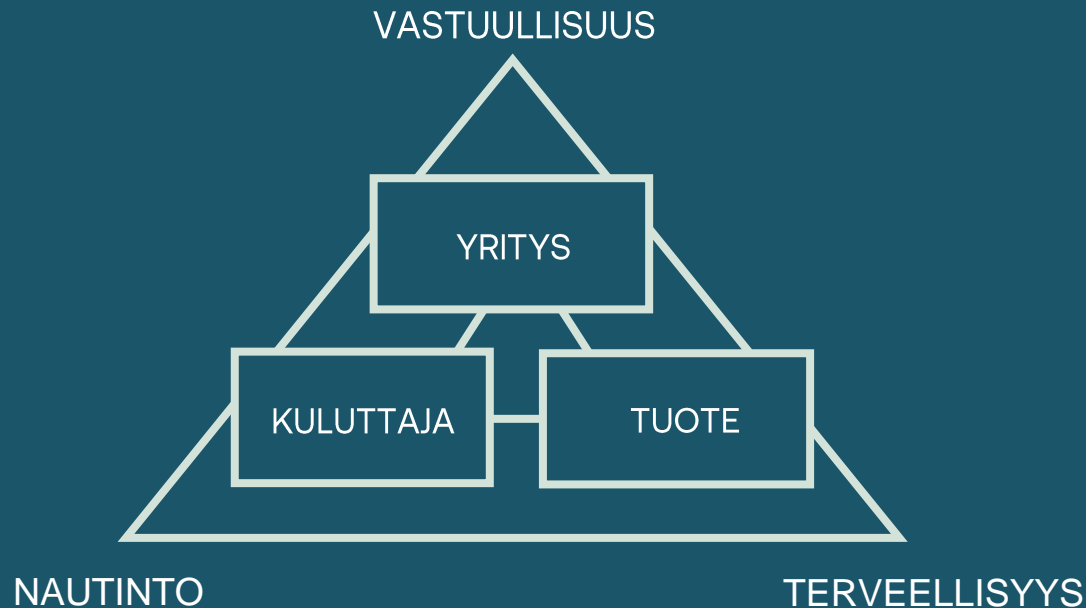 VASTUULLISUUS
YRITYS
KULUTTAJA
TUOTE
NAUTINTO
TERVEELLISYYS